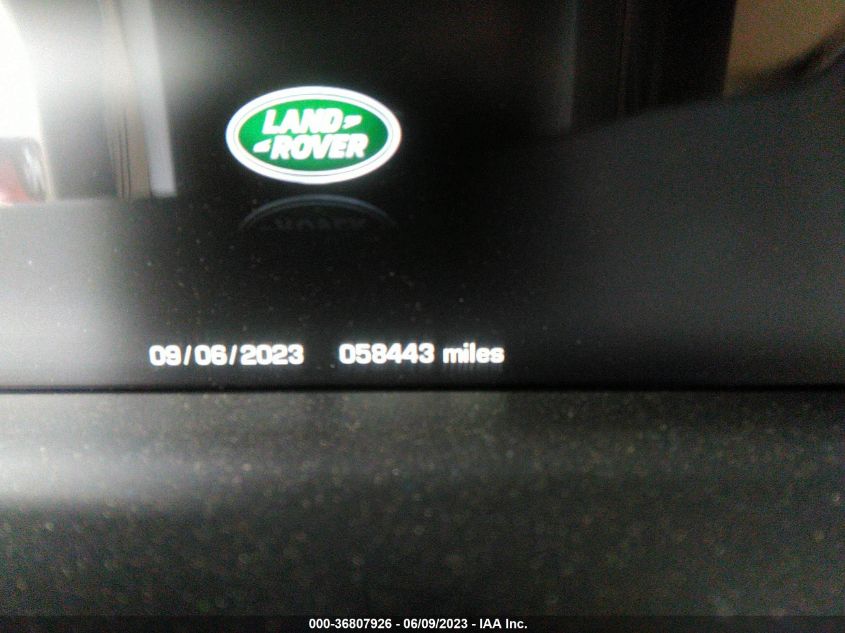 LAND
ROVER
09/06/2023 058443 miles
000-36807926 - 06/09/2023 - IAA Inc.